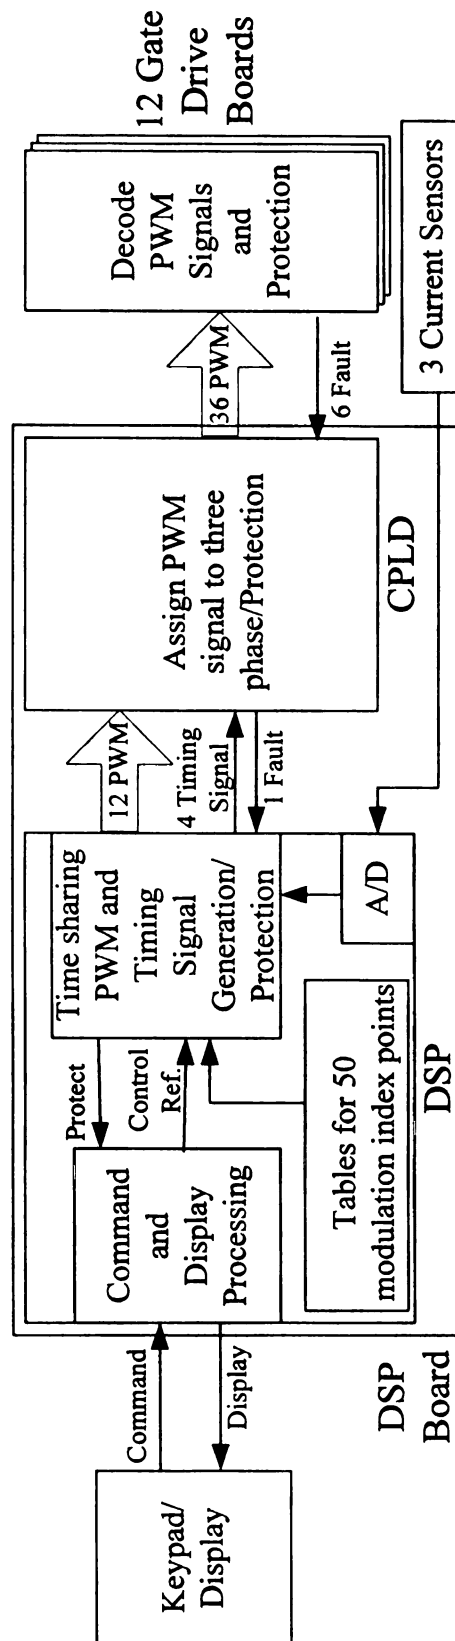 Keypad/
Display
Command
Display
DSP
Board
Command
and
Display
Processing
Protect
Control
Ref.
Time sharing
PWM and
Timing
Signal
Generation/
Protection
Tables for 50
modulation index points
A/D
DSP
12 PWM
4 Timing
Signal
1 Fault
Assign PWM
signal to three
phase/Protection
CPLD
36 PWM
6 Fault
Decode
PWM
Signals
and
Protection
12 Gate
Drive
Boards
3 Current Sensors